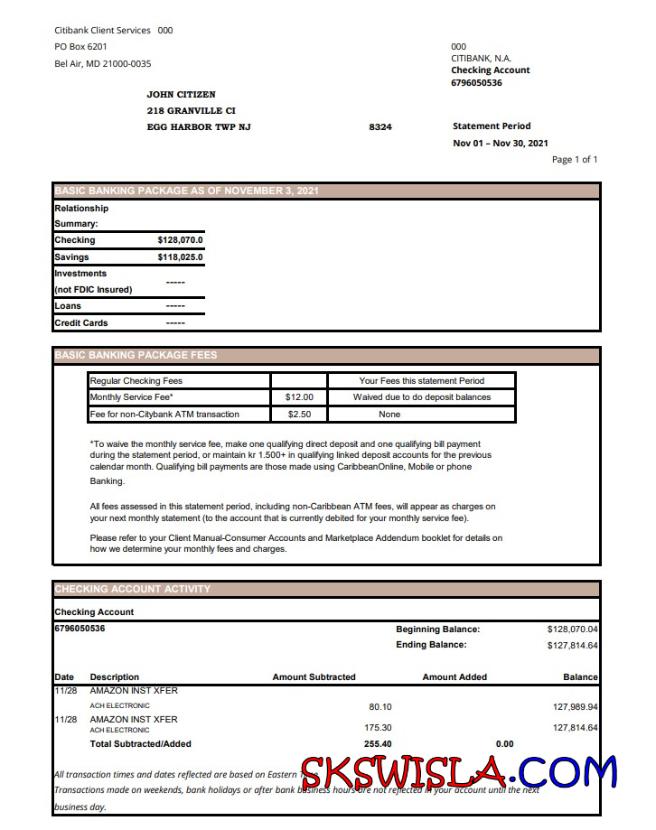 Citibank Client Services 000
PO Box 6201
Bel Air, MD 21000-0035
000
CITIBANK, N.A.
Checking Account
6796050536
JOHN CITIZEN
218 GRANVILLE CI
EGG HARBOR TWP NJ 8324
Statement Period
Nov 01 – Nov 30, 2021
Page 1 of 1
BASIC BANKING PACKAGE AS OF NOVEMBER 3, 2021
Relationship
Summary:
Checking $128,070.0
Savings $118,025.0
Investments
(not FDIC Insured) -----
Loans -----
Credit Cards -----
BASIC BANKING PACKAGE FEES
Regular Checking Fees Your Fees this statement Period
Monthly Service Fee* $12.00 Waived due to do deposit balances
Fee for non-Citybank ATM transaction $2.50 None
*To waive the monthly service fee, make one qualifying direct deposit and one qualifying bill payment
during the statement period, or maintain kr 1.500+ in qualifying linked deposit accounts for the previous
calendar month. Qualifying bill payments are those made using CaribbeanOnline, Mobile or phone
Banking.
All fees assessed in this statement period, including non-Caribbean ATM fees, will appear as charges on
your next monthly statement (to the account that is currently debited for your monthly service fee).
Please refer to your Client Manual-Consumer Accounts and Marketplace Addendum booklet for details on
how we determine your monthly fees and charges.
CHECKING ACCOUNT ACTIVITY
Checking Account
6796050536
Beginning Balance: $128,070.04
Ending Balance: $127,814.64
Date Description Amount Subtracted Amount Added Balance
11/28 AMAZON INST XFER
ACH ELECTRONIC 80.10 127,989.94
11/28 AMAZON INST XFER
ACH ELECTRONIC 175.30 127,814.64
Total Subtracted/Added 255.40 0.00
SKSWISLA.COM
All transaction times and dates reflected are based on Eastern Time.
Transactions made on weekends, bank holidays or after bank business hours are not reflected in your account until the next
business day.